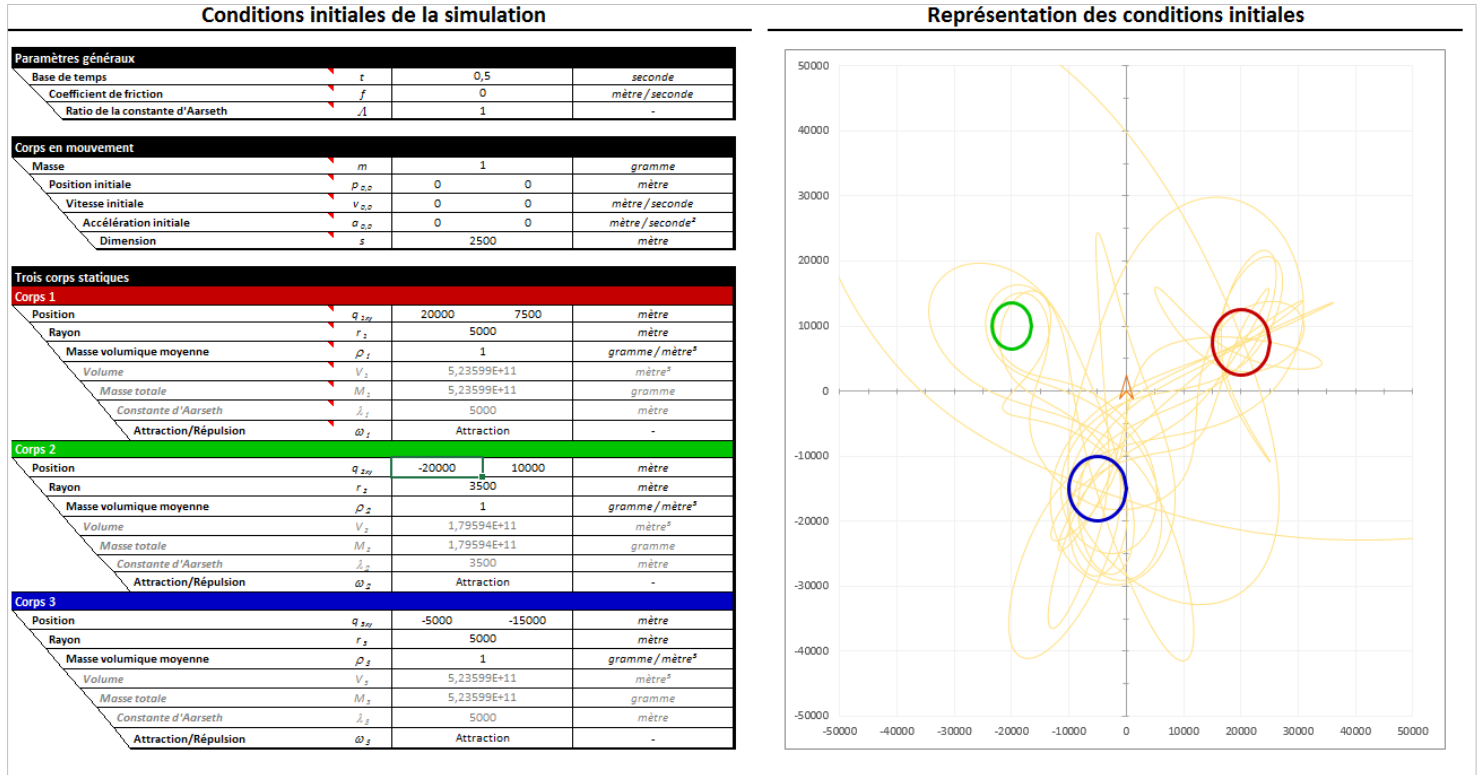 Conditions initiales de la simulation
Paramètres généraux
Base de temps t 0,5 seconde
Coefficient de friction f 0 mètre / seconde
Ratio de la constante d'Aarseth Λ 1 -
Corps en mouvement
Masse m 1 gramme
Position initiale p 0,0 0 0 mètre
Vitesse initiale v 0,0 0 0 mètre / seconde
Accélération initiale a 0,0 0 0 mètre / seconde²
Dimension s 2500 mètre
Trois corps statiques
Corps 1
Position q 1xy 20000 7500 mètre
Rayon r 1 5000 mètre
Masse volumique moyenne ρ 1 1 gramme / mètre³
Volume V 1 5,23599E+11 mètre³
Masse totale M 1 5,23599E+11 gramme
Constante d'Aarseth λ 1 5000 mètre
Attraction/Répulsion ω 1 Attraction -
Corps 2
Position q 2xy -20000 10000 mètre
Rayon r 2 3500 mètre
Masse volumique moyenne ρ 2 1 gramme / mètre³
Volume V 2 1,79594E+11 mètre³
Masse totale M 2 1,79594E+11 gramme
Constante d'Aarseth λ 2 3500 mètre
Attraction/Répulsion ω 2 Attraction -
Corps 3
Position q 3xy -5000 -15000 mètre
Rayon r 3 5000 mètre
Masse volumique moyenne ρ 3 1 gramme / mètre³
Volume V 3 5,23599E+11 mètre³
Masse totale M 3 5,23599E+11 gramme
Constante d'Aarseth λ 3 5000 mètre
Attraction/Répulsion ω 3 Attraction -
Représentation des conditions initiales
50000
40000
30000
20000
10000
0
-10000
-20000
-30000
-40000
-50000
-50000 -40000 -30000 -20000 -10000 0 10000 20000 30000 40000 50000